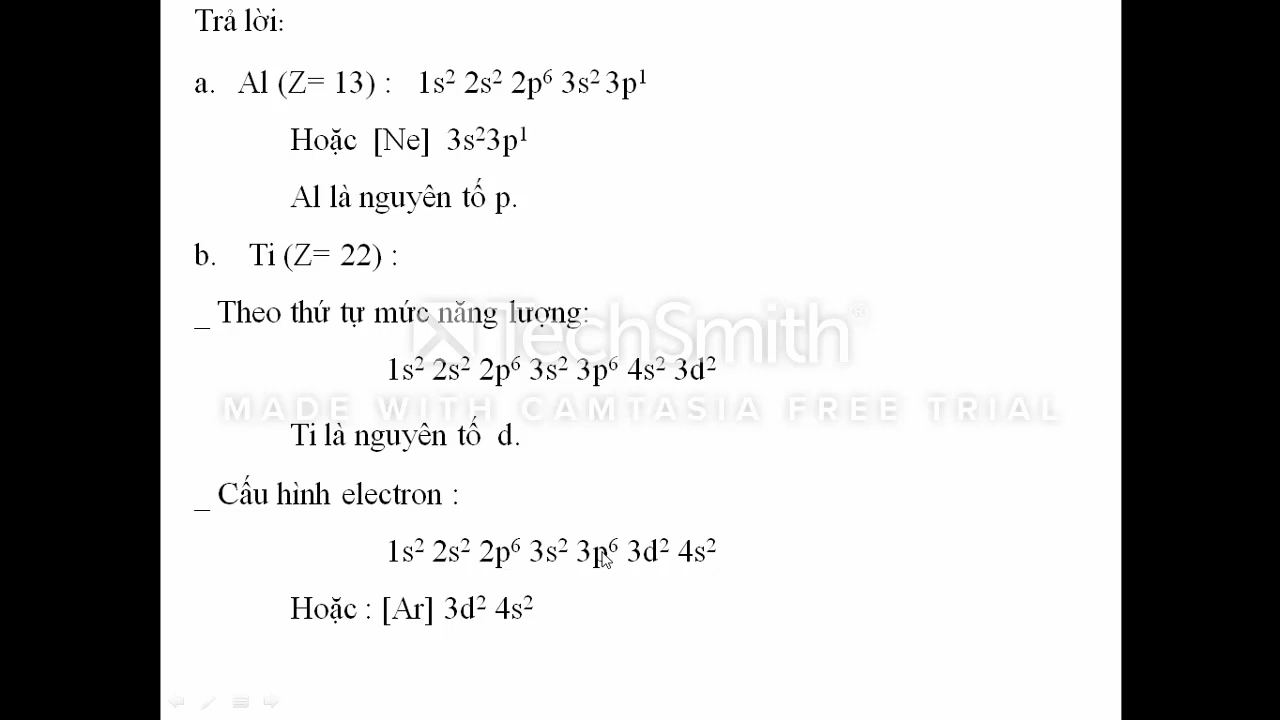 Trả lời:
a. Al (Z= 13) : 1s² 2s² 2p⁶ 3s² 3p¹
Hoặc [Ne] 3s²3p¹
Al là nguyên tố p.
b. Ti (Z= 22) :
_ Theo thứ tự mức năng lượng:
TechSmith®
1s² 2s² 2p⁶ 3s² 3p⁶ 4s² 3d²
MADE WITH CAMTASIA FREE TRIAL
Ti là nguyên tố d.
_ Cấu hình electron :
1s² 2s² 2p⁶ 3s² 3p⁶ 3d² 4s²
Hoặc : [Ar] 3d² 4s²